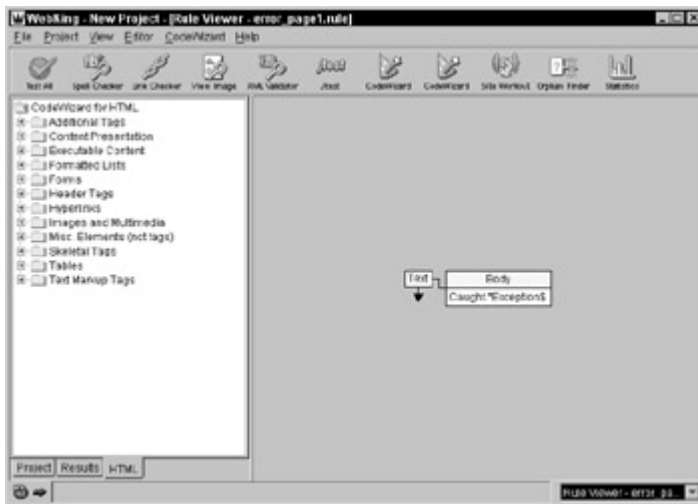 WebKing - New Project - [Rule Viewer - error_page1.rule]
File Project View Editor CodeWizard Help
Test All Spell Checker Link Checker View Image XML Validator Jtest CodeWizard CodeWizard Site Workout Orphan Finder Statistics
CodeWizard for HTML
Additional Tags
Content Presentation
Executable Content
Formatted Lists
Forms
Header Tags
Hyperlinks
Images and Multimedia
Misc. Elements (not tags)
Skeletal Tags
Tables
Text Markup Tags
Text
Body
Caught *Exception$
Project Results HTML
Rule Viewer - error_pa...